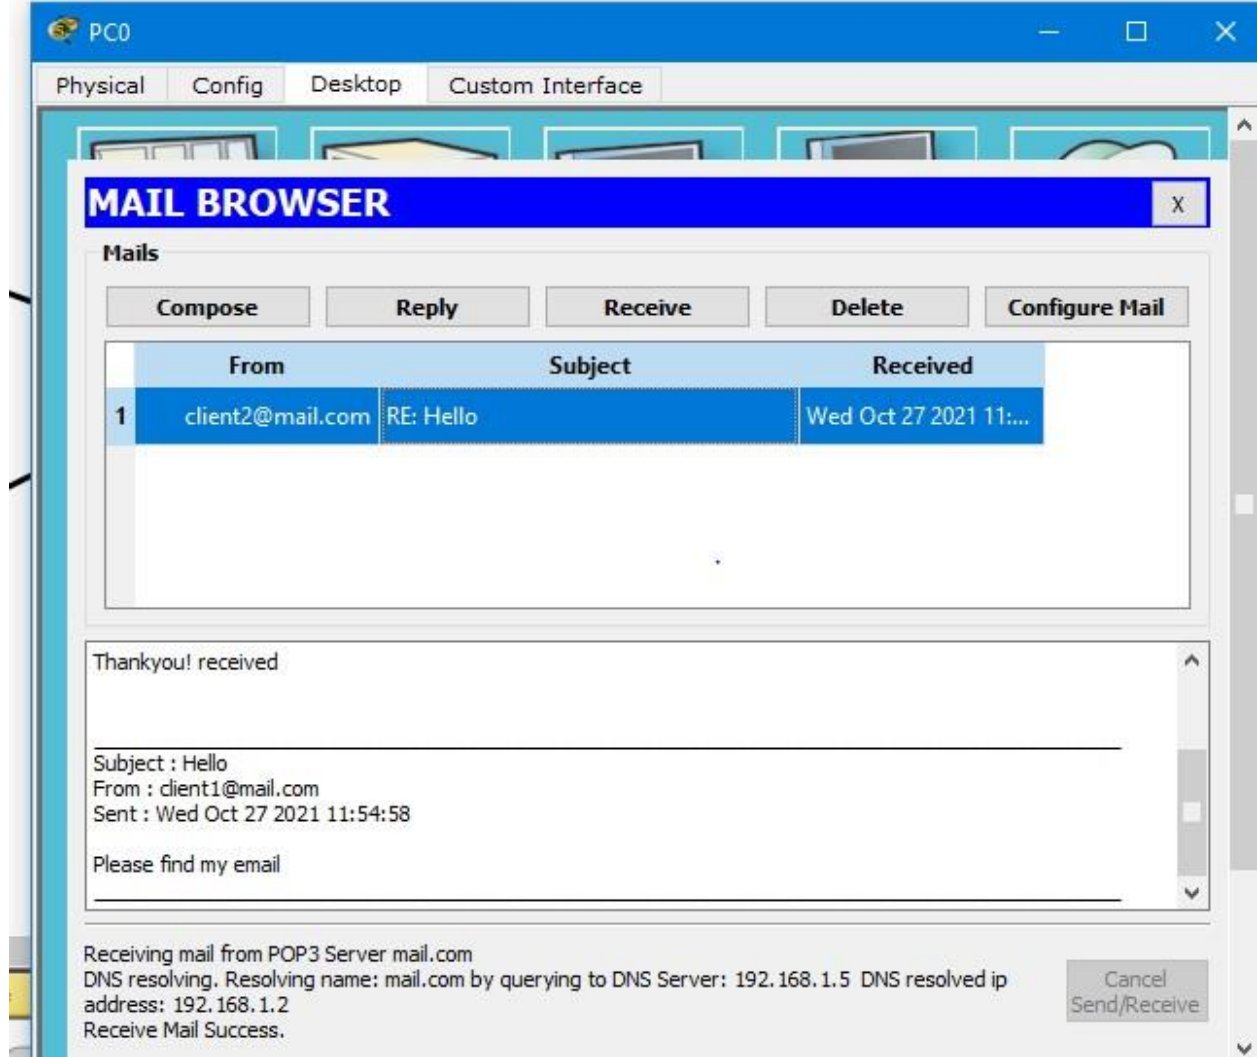 PC0
Physical Config Desktop Custom Interface
MAIL BROWSER
X
Mails
Compose Reply Receive Delete Configure Mail
From Subject Received
1 client2@mail.com RE: Hello Wed Oct 27 2021 11:...
Thankyou! received
Subject : Hello
From : client1@mail.com
Sent : Wed Oct 27 2021 11:54:58
Please find my email
Receiving mail from POP3 Server mail.com
DNS resolving. Resolving name: mail.com by querying to DNS Server: 192.168.1.5 DNS resolved ip
address: 192.168.1.2
Receive Mail Success.
Cancel
Send/Receive